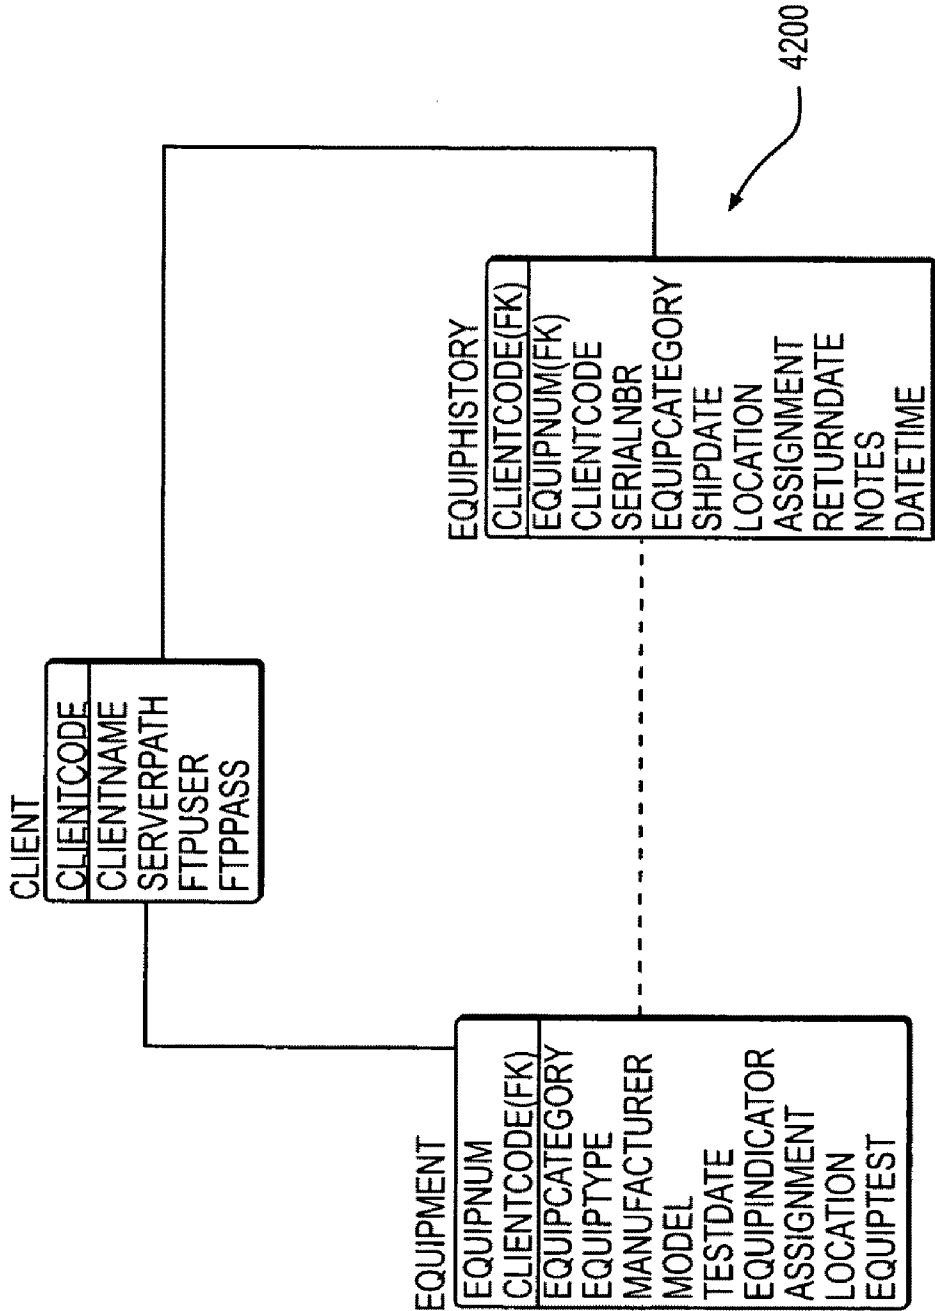 CLIENT
CLIENTCODE
CLIENTNAME
SERVERPATH
FTPUSER
FTPPASS
EQUIPMENT
EQUIPNUM
CLIENTCODE(FK)
EQUIPCATEGORY
EQUIPTYPE
MANUFACTURER
MODEL
TESTDATE
EQUIPINDICATOR
ASSIGNMENT
LOCATION
EQUIPTEST
EQUIPHISTORY
CLIENTCODE(FK)
EQUIPNUM(FK)
CLIENTCODE
SERIALNBR
EQUIPCATEGORY
SHIPDATE
LOCATION
ASSIGNMENT
RETURNDATE
NOTES
DATETIME
4200